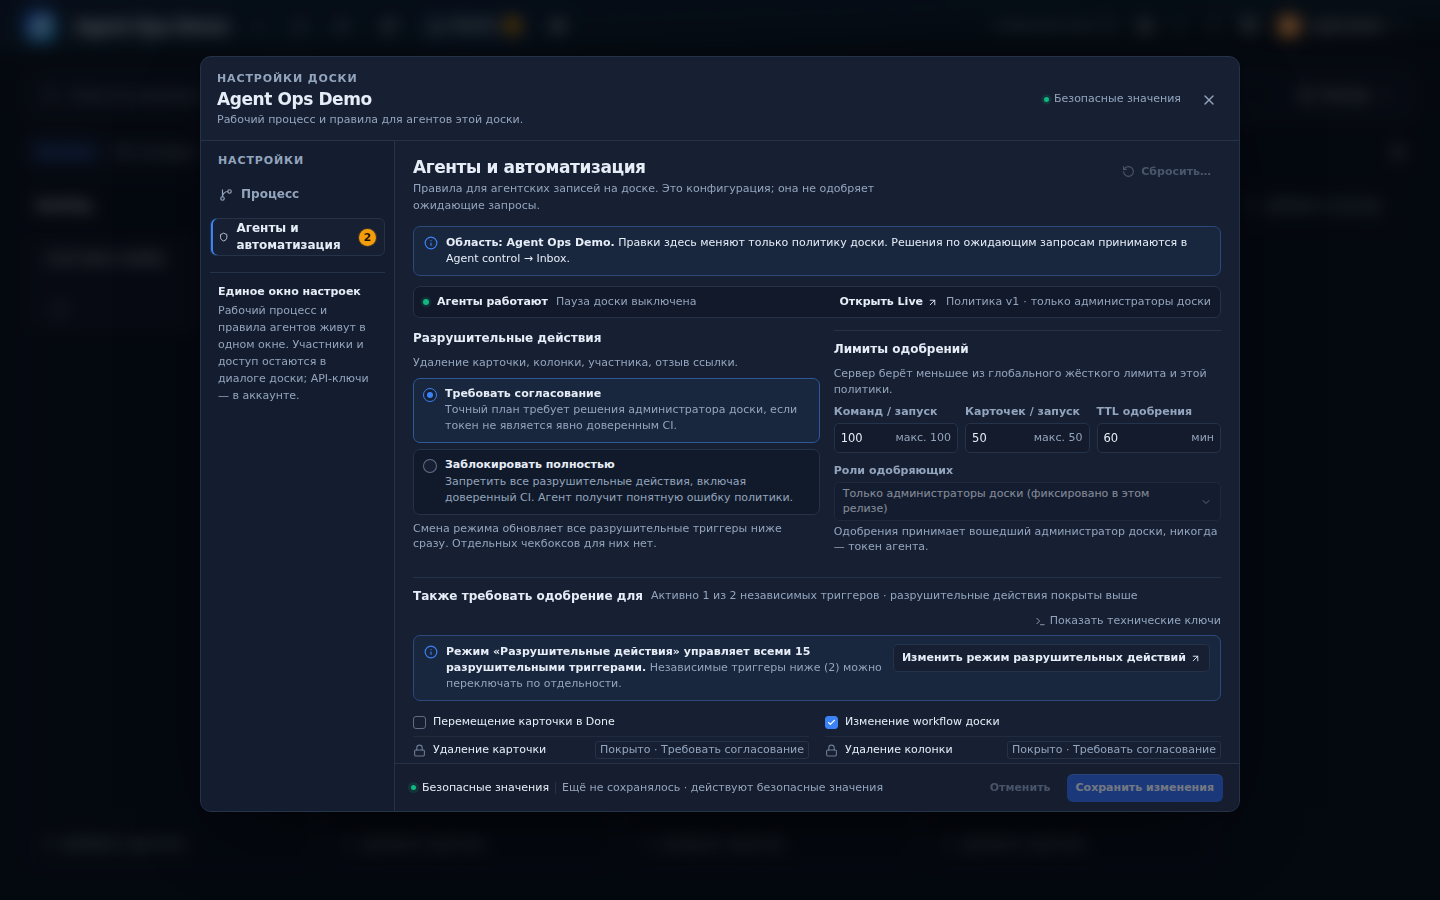 НАСТРОЙКИ ДОСКИ
Agent Ops Demo
Рабочий процесс и правила для агентов этой доски.
Безопасные значения
НАСТРОЙКИ
Процесс
Агенты и
автоматизация
2
Единое окно настроек
Рабочий процесс и
правила агентов живут в
одном окне. Участники и
доступ остаются в
диалоге доски; API-ключи
— в аккаунте.
Агенты и автоматизация
Сбросить…
Правила для агентских записей на доске. Это конфигурация; она не одобряет
ожидающие запросы.
Область: Agent Ops Demo. Правки здесь меняют только политику доски. Решения по ожидающим запросам принимаются в
Agent control → Inbox.
Агенты работают Пауза доски выключена
Открыть Live ↗ Политика v1 · только администраторы доски
Разрушительные действия
Удаление карточки, колонки, участника, отзыв ссылки.
Требовать согласование
Точный план требует решения администратора доски, если
токен не является явно доверенным CI.
Заблокировать полностью
Запретить все разрушительные действия, включая
доверенный CI. Агент получит понятную ошибку политики.
Смена режима обновляет все разрушительные триггеры ниже
сразу. Отдельных чекбоксов для них нет.
Лимиты одобрений
Сервер берёт меньшее из глобального жёсткого лимита и этой
политики.
Команд / запуск Карточек / запуск TTL одобрения
100 макс. 100 50 макс. 50 60 мин
Роли одобряющих
Только администраторы доски (фиксировано в этом
релизе)
Одобрения принимает вошедший администратор доски, никогда
— токен агента.
Также требовать одобрение для Активно 1 из 2 независимых триггеров · разрушительные действия покрыты выше
Показать технические ключи
Режим «Разрушительные действия» управляет всеми 15
разрушительными триггерами. Независимые триггеры ниже (2) можно
переключать по отдельности.
Изменить режим разрушительных действий ↗
Перемещение карточки в Done
Изменение workflow доски
Удаление карточки Покрыто · Требовать согласование
Удаление колонки Покрыто · Требовать согласование
Безопасные значения Ещё не сохранялось · действуют безопасные значения
Отменить Сохранить изменения